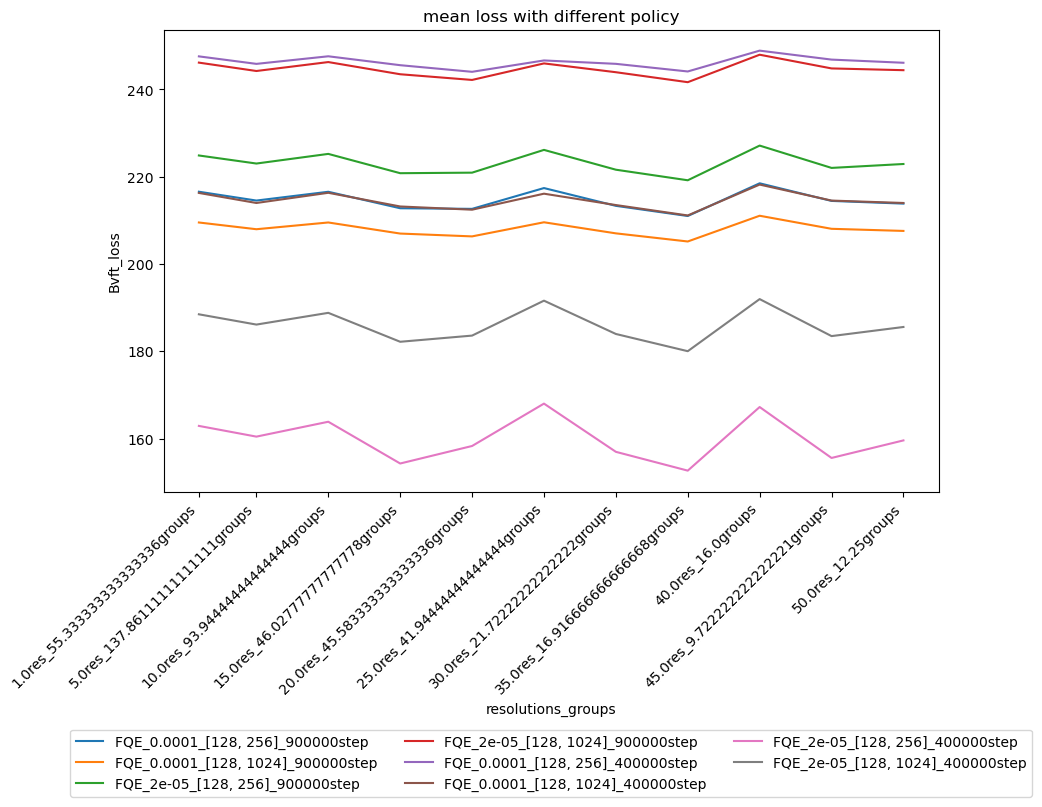 mean loss with different policy
Bvft_loss
240
220
200
180
160
1.0res_55.333333333333336groups
5.0res_137.86111111111111groups
10.0res_93.94444444444444groups
15.0res_46.02777777777778groups
20.0res_45.583333333333336groups
25.0res_41.94444444444444groups
30.0res_21.72222222222222groups
35.0res_16.916666666666668groups
40.0res_16.0groups
45.0res_9.722222222222221groups
50.0res_12.25groups
resolutions_groups
FQE_0.0001_[128, 256]_900000step
FQE_0.0001_[128, 1024]_900000step
FQE_2e-05_[128, 256]_900000step
FQE_2e-05_[128, 1024]_900000step
FQE_0.0001_[128, 256]_400000step
FQE_0.0001_[128, 1024]_400000step
FQE_2e-05_[128, 256]_400000step
FQE_2e-05_[128, 1024]_400000step